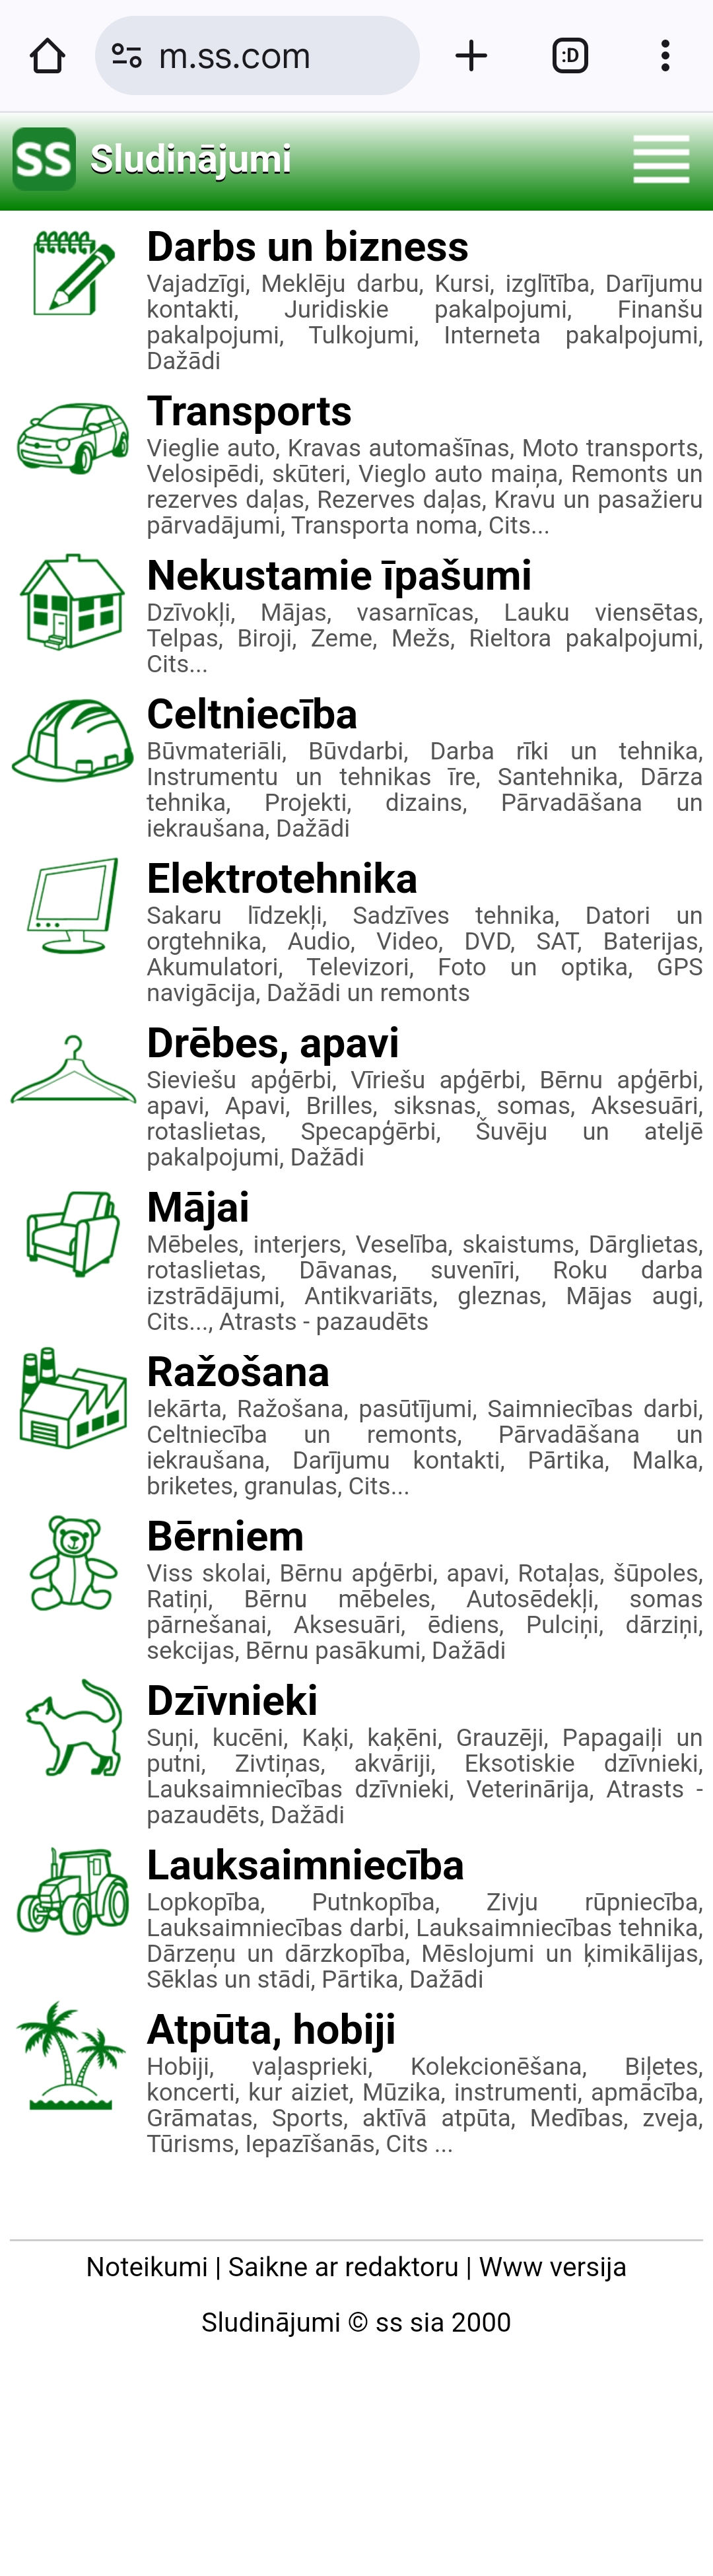 m.ss.com
:D
SS Sludinājumi
Darbs un bizness
Vajadzīgi, Meklēju darbu, Kursi, izglītība, Darījumu
kontakti, Juridiskie pakalpojumi, Finanšu
pakalpojumi, Tulkojumi, Interneta pakalpojumi,
Dažādi
Transports
Vieglie auto, Kravas automašīnas, Moto transports,
Velosipēdi, skūteri, Vieglo auto maiņa, Remonts un
rezerves daļas, Rezerves daļas, Kravu un pasažieru
pārvadājumi, Transporta noma, Cits...
Nekustamie īpašumi
Dzīvokļi, Mājas, vasarnīcas, Lauku viensētas,
Telpas, Biroji, Zeme, Mežs, Rieltora pakalpojumi,
Cits...
Celtniecība
Būvmateriāli, Būvdarbi, Darba rīki un tehnika,
Instrumentu un tehnikas īre, Santehnika, Dārza
tehnika, Projekti, dizains, Pārvadāšana un
iekraušana, Dažādi
Elektrotehnika
Sakaru līdzekļi, Sadzīves tehnika, Datori un
orgtehnika, Audio, Video, DVD, SAT, Baterijas,
Akumulatori, Televizori, Foto un optika, GPS
navigācija, Dažādi un remonts
Drēbes, apavi
Sieviešu apģērbi, Vīriešu apģērbi, Bērnu apģērbi,
apavi, Apavi, Brilles, siksnas, somas, Aksesuāri,
rotaslietas, Specapģērbi, Šuvēju un ateljē
pakalpojumi, Dažādi
Mājai
Mēbeles, interjers, Veselība, skaistums, Dārglietas,
rotaslietas, Dāvanas, suvenīri, Roku darba
izstrādājumi, Antikvariāts, gleznas, Mājas augi,
Cits..., Atrasts - pazaudēts
Ražošana
Iekārta, Ražošana, pasūtījumi, Saimniecības darbi,
Celtniecība un remonts, Pārvadāšana un
iekraušana, Darījumu kontakti, Pārtika, Malka,
briketes, granulas, Cits...
Bērniem
Viss skolai, Bērnu apģērbi, apavi, Rotaļas, šūpoles,
Ratiņi, Bērnu mēbeles, Autosēdekļi, somas
pārnešanai, Aksesuāri, ēdiens, Pulciņi, dārziņi,
sekcijas, Bērnu pasākumi, Dažādi
Dzīvnieki
Suņi, kucēni, Kaķi, kaķēni, Grauzēji, Papagaiļi un
putni, Zivtiņas, akvāriji, Eksotiskie dzīvnieki,
Lauksaimniecības dzīvnieki, Veterinārija, Atrasts -
pazaudēts, Dažādi
Lauksaimniecība
Lopkopība, Putnkopība, Zivju rūpniecība,
Lauksaimniecības darbi, Lauksaimniecības tehnika,
Dārzeņu un dārzkopība, Mēslojumi un ķimikālijas,
Sēklas un stādi, Pārtika, Dažādi
Atpūta, hobiji
Hobiji, vaļasprieki, Kolekcionēšana, Biļetes,
koncerti, kur aiziet, Mūzika, instrumenti, apmācība,
Grāmatas, Sports, aktīvā atpūta, Medības, zveja,
Tūrisms, Iepazīšanās, Cits ...
Noteikumi | Saikne ar redaktoru | Www versija
Sludinājumi © ss sia 2000